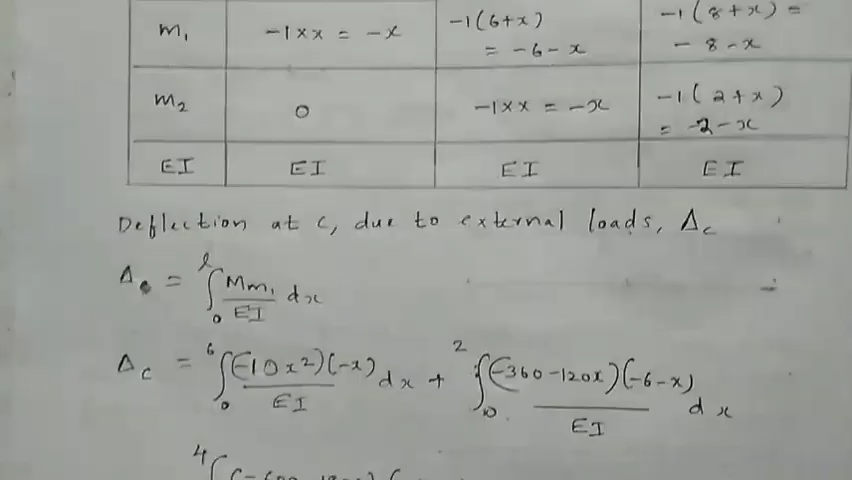 m₁ -1×x = -x -1(6+x) = -6-x -1(8+x) = -8-x
m₂ 0 -1×x = -x -1(2+x) = -2-x
EI EI EI EI
Deflection at C, due to external loads, Δc
Δc = ∫₀ˡ Mm₁/EI dx
Δc = ∫₀⁶ (-10x²)(-x)/EI dx + ∫₀² (-360-120x)(-6-x)/EI dx